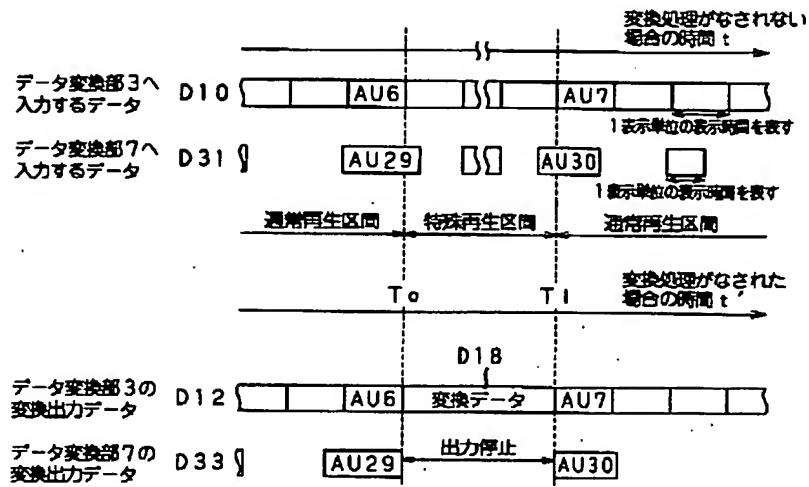 変換処理がなされない
場合の時間 t
データ変換部3へ
入力するデータ
D10
AU6
AU7
1表示単位の表示時間を表す
データ変換部7へ
入力するデータ
D31
AU29
AU30
1表示単位の表示時間を表す
通常再生区間
特殊再生区間
通常再生区間
変換処理がなされた
場合の時間 t'
To
T1
D18
データ変換部3の
変換出力データ
D12
AU6
変換データ
AU7
データ変換部7の
変換出力データ
D33
AU29
出力停止
AU30